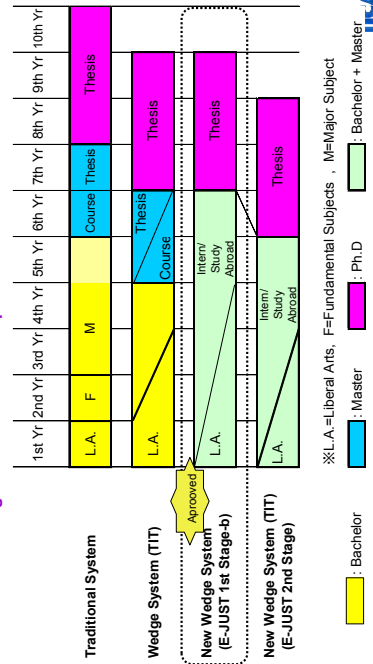 1st Yr 2nd Yr 3rd Yr 4th Yr 5th Yr 6th Yr 7th Yr 8th Yr 9th Yr 10th Yr
Traditional System
L.A. F M Course Thesis Thesis
Wedge System (TIT)
L.A. Course Thesis Thesis
Aprooved
New Wedge System
(E-JUST 1st Stage-b)
L.A. Intern/ Thesis
Study
Abroad
New Wedge System (TIT)
(E-JUST 2nd Stage)
L.A. Intern/ Thesis
Study
Abroad
※L.A.=Liberal Arts, F=Fundamental Subjects , M=Major Subject
: Bachelor : Master : Ph.D : Bachelor + Master